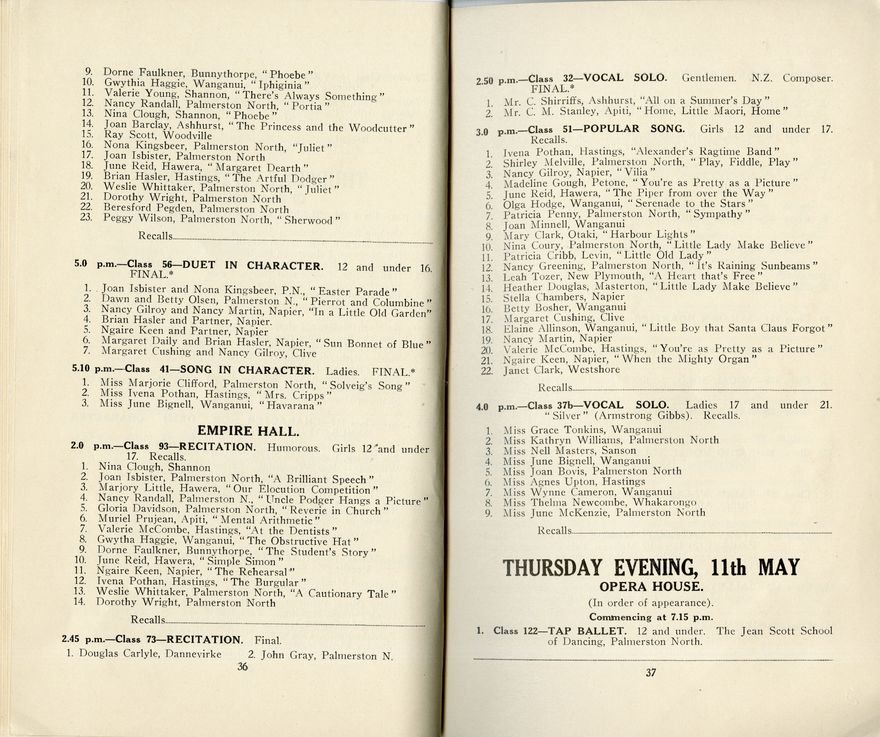 9. Dorne Faulkner, Bunnythorpe, “Phoebe”
10. Gwythia Haggie, Wanganui, “Iphiginia”
11. Valerie Young, Shannon, “There's Always Something”
12. Nancy Randall, Palmerston North, “Portia”
13. Nina Clough, Shannon, “Phoebe”
14. Joan Barclay, Ashhurst, “The Princess and the Woodcutter”
15. Ray Scott, Woodville
16. Nona Kingsbeer, Palmerston North, “Juliet”
17. Joan Isbister, Palmerston North
18. June Reid, Hawera, “Margaret Dearth”
19. Brian Hasler, Hastings, “The Artful Dodger”
20. Weslie Whittaker, Palmerston North, “Juliet”
21. Dorothy Wright, Palmerston North
22. Beresford Pegden, Palmerston North
23. Peggy Wilson, Palmerston North, “Sherwood”
Recalls
5.0 p.m.—Class 56—DUET IN CHARACTER. 12 and under 16.
FINAL.*
1. Joan Isbister and Nona Kingsbeer, P.N., “Easter Parade”
2. Dawn and Betty Olsen, Palmerston N., “Pierrot and Columbine”
3. Nancy Gilroy and Nancy Martin, Napier, “In a Little Old Garden”
4. Brian Hasler and Partner, Napier.
5. Ngaire Keen and Partner, Napier
6. Margaret Daily and Brian Hasler, Napier, “Sun Bonnet of Blue”
7. Margaret Cushing and Nancy Gilroy, Clive
5.10 p.m.—Class 41—SONG IN CHARACTER. Ladies. FINAL.*
1. Miss Marjorie Clifford, Palmerston North, “Solveig's Song”
2. Miss Ivena Pothan, Hastings, “Mrs. Cripps”
3. Miss June Bignell, Wanganui, “Havarana”
EMPIRE HALL.
2.0 p.m.—Class 93—RECITATION. Humorous. Girls 12 and under
17. Recalls.
1. Nina Clough, Shannon
2. Joan Isbister, Palmerston North, “A Brilliant Speech”
3. Marjory Little, Hawera, “Our Elocution Competition”
4. Nancy Randall, Palmerston N., “Uncle Podger Hangs a Picture”
5. Gloria Davidson, Palmerston North, “Reverie in Church”
6. Muriel Prujean, Apiti, “Mental Arithmetic”
7. Valerie McCombe, Hastings, “At the Dentists”
8. Gwytha Haggie, Wanganui, “The Obstructive Hat”
9. Dorne Faulkner, Bunnythorpe, “The Student's Story”
10. June Reid, Hawera, “Simple Simon”
11. Ngaire Keen, Napier, “The Rehearsal”
12. Ivena Pothan, Hastings, “The Burgular”
13. Weslie Whittaker, Palmerston North, “A Cautionary Tale”
14. Dorothy Wright, Palmerston North
Recalls
2.45 p.m.—Class 73—RECITATION. Final.
1. Douglas Carlyle, Dannevirke 2. John Gray, Palmerston N.
36
2.50 p.m.—Class 32—VOCAL SOLO. Gentlemen. N.Z. Composer.
FINAL.*
1. Mr. C. Shirriffs, Ashhurst, “All on a Summer's Day”
2. Mr. C. M. Stanley, Apiti, “Home, Little Maori, Home”
3.0 p.m.—Class 51—POPULAR SONG. Girls 12 and under 17.
Recalls.
1. Ivena Pothan, Hastings, “Alexander's Ragtime Band”
2. Shirley Melville, Palmerston North, “Play, Fiddle, Play”
3. Nancy Gilroy, Napier, “Vilia”
4. Madeline Gough, Petone, “You're as Pretty as a Picture”
5. June Reid, Hawera, “The Piper from over the Way”
6. Olga Hodge, Wanganui, “Serenade to the Stars”
7. Patricia Penny, Palmerston North, “Sympathy”
8. Joan Minnell, Wanganui
9. Mary Clark, Otaki, “Harbour Lights”
10. Nina Coury, Palmerston North, “Little Lady Make Believe”
11. Patricia Cribb, Levin, “Little Old Lady”
12. Nancy Greening, Palmerston North, “It's Raining Sunbeams”
13. Leah Tozer, New Plymouth, “A Heart that's Free”
14. Heather Douglas, Masterton, “Little Lady Make Believe”
15. Stella Chambers, Napier
16. Betty Bosher, Wanganui
17. Margaret Cushing, Clive
18. Elaine Allinson, Wanganui, “Little Boy that Santa Claus Forgot”
19. Nancy Martin, Napier
20. Valerie McCombe, Hastings, “You're as Pretty as a Picture”
21. Ngaire Keen, Napier, “When the Mighty Organ”
22. Janet Clark, Westshore
Recalls
4.0 p.m.—Class 37b—VOCAL SOLO. Ladies 17 and under 21.
“Silver” (Armstrong Gibbs). Recalls.
1. Miss Grace Tonkins, Wanganui
2. Miss Kathryn Williams, Palmerston North
3. Miss Nell Masters, Sanson
4. Miss June Bignell, Wanganui
5. Miss Joan Bovis, Palmerston North
6. Miss Agnes Upton, Hastings
7. Miss Wynne Cameron, Wanganui
8. Miss Thelma Newcombe, Whakarongo
9. Miss June McKenzie, Palmerston North
Recalls
THURSDAY EVENING, 11th MAY
OPERA HOUSE.
(In order of appearance).
Commencing at 7.15 p.m.
1. Class 122—TAP BALLET. 12 and under. The Jean Scott School
of Dancing, Palmerston North.
37